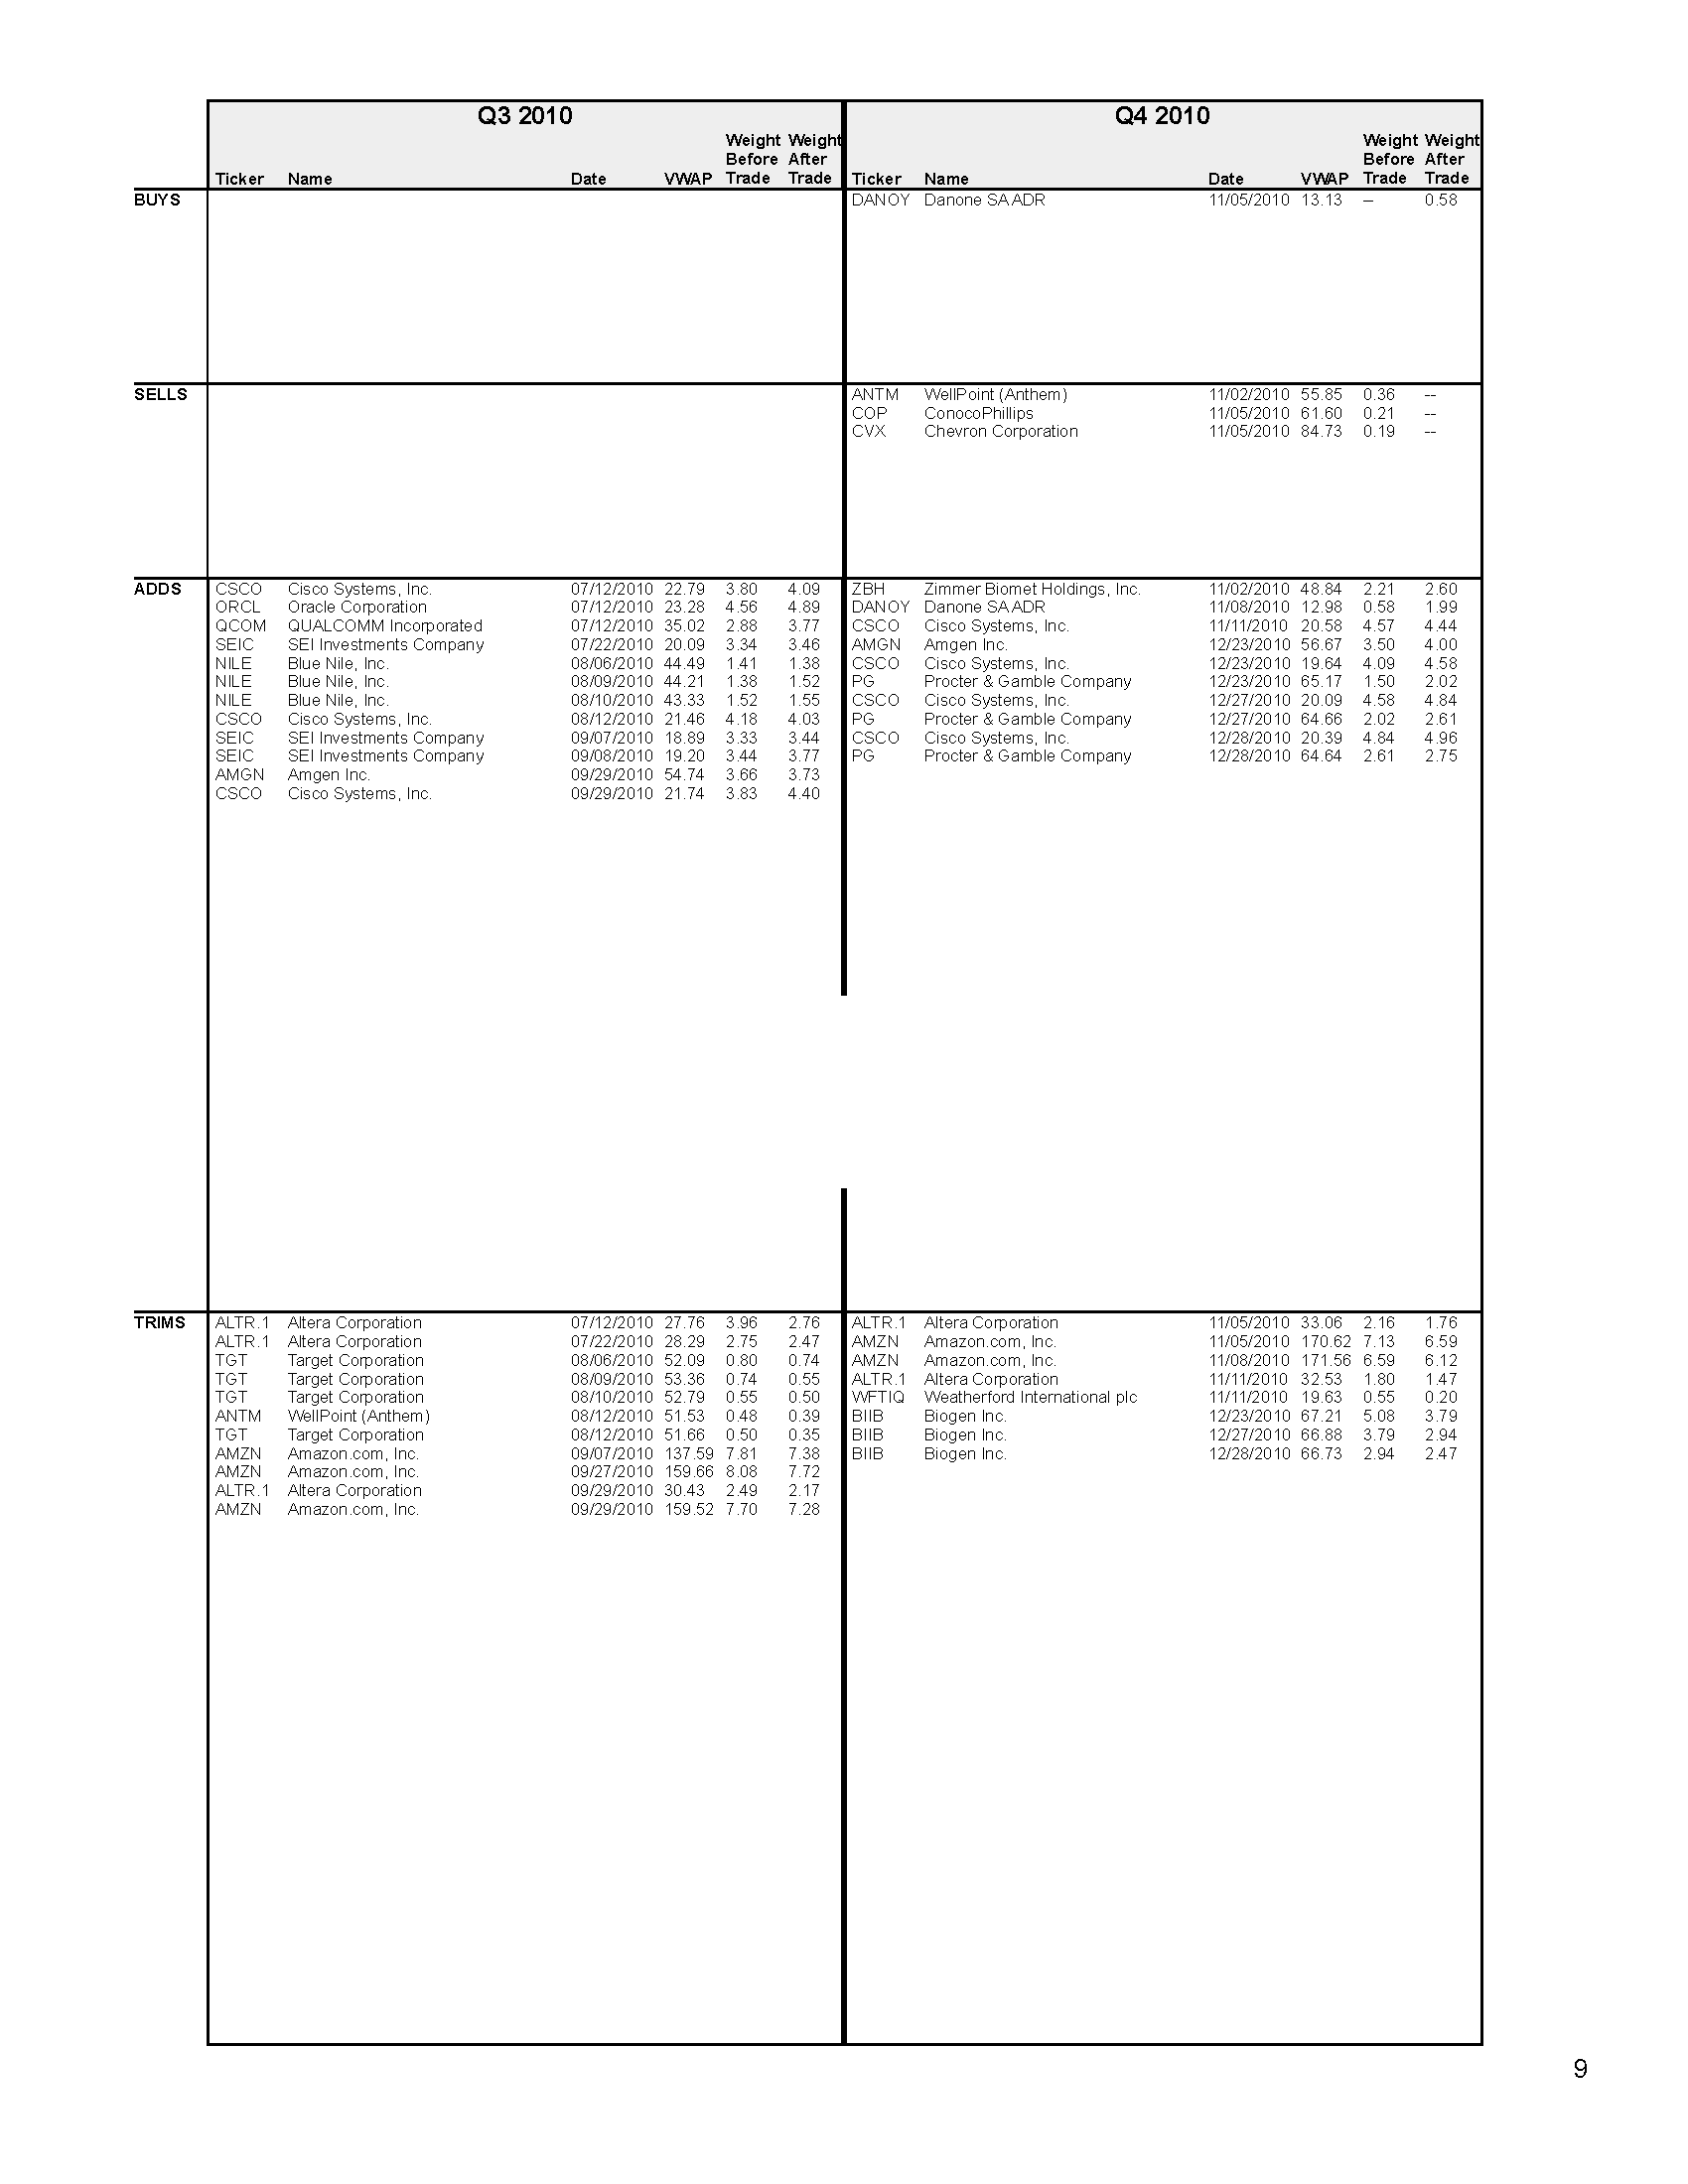 Q3 2010
Ticker Name Date VWAP Weight Before Trade Weight After Trade
Q4 2010
Ticker Name Date VWAP Weight Before Trade Weight After Trade
BUYS
DANOY Danone SA ADR 11/05/2010 13.13 – 0.58
SELLS
ANTM WellPoint (Anthem) 11/02/2010 55.85 0.36 --
COP ConocoPhillips 11/05/2010 61.60 0.21 --
CVX Chevron Corporation 11/05/2010 84.73 0.19 --
ADDS
CSCO Cisco Systems, Inc. 07/12/2010 22.79 3.80 4.09
ORCL Oracle Corporation 07/12/2010 23.28 4.56 4.89
QCOM QUALCOMM Incorporated 07/12/2010 35.02 2.88 3.77
SEIC SEI Investments Company 07/22/2010 20.09 3.34 3.46
NILE Blue Nile, Inc. 08/06/2010 44.49 1.41 1.38
NILE Blue Nile, Inc. 08/09/2010 44.21 1.38 1.52
NILE Blue Nile, Inc. 08/10/2010 43.33 1.52 1.55
CSCO Cisco Systems, Inc. 08/12/2010 21.46 4.18 4.03
SEIC SEI Investments Company 09/07/2010 18.89 3.33 3.44
SEIC SEI Investments Company 09/08/2010 19.20 3.44 3.77
AMGN Amgen Inc. 09/29/2010 54.74 3.66 3.73
CSCO Cisco Systems, Inc. 09/29/2010 21.74 3.83 4.40
ZBH Zimmer Biomet Holdings, Inc. 11/02/2010 48.84 2.21 2.60
DANOY Danone SA ADR 11/08/2010 12.98 0.58 1.99
CSCO Cisco Systems, Inc. 11/11/2010 20.58 4.57 4.44
AMGN Amgen Inc. 12/23/2010 56.67 3.50 4.00
CSCO Cisco Systems, Inc. 12/23/2010 19.64 4.09 4.58
PG Procter & Gamble Company 12/23/2010 65.17 1.50 2.02
CSCO Cisco Systems, Inc. 12/27/2010 20.09 4.58 4.84
PG Procter & Gamble Company 12/27/2010 64.66 2.02 2.61
CSCO Cisco Systems, Inc. 12/28/2010 20.39 4.84 4.96
PG Procter & Gamble Company 12/28/2010 64.64 2.61 2.75
TRIMS
ALTR.1 Altera Corporation 07/12/2010 27.76 3.96 2.76
ALTR.1 Altera Corporation 07/22/2010 28.29 2.75 2.47
TGT Target Corporation 08/06/2010 52.09 0.80 0.74
TGT Target Corporation 08/09/2010 53.36 0.74 0.55
TGT Target Corporation 08/10/2010 52.79 0.55 0.50
ANTM WellPoint (Anthem) 08/12/2010 51.53 0.48 0.39
TGT Target Corporation 08/12/2010 51.66 0.50 0.35
AMZN Amazon.com, Inc. 09/07/2010 137.59 7.81 7.38
AMZN Amazon.com, Inc. 09/27/2010 159.66 8.08 7.72
ALTR.1 Altera Corporation 09/29/2010 30.43 2.49 2.17
AMZN Amazon.com, Inc. 09/29/2010 159.52 7.70 7.28
ALTR.1 Altera Corporation 11/05/2010 33.06 2.16 1.76
AMZN Amazon.com, Inc. 11/05/2010 170.62 7.13 6.59
AMZN Amazon.com, Inc. 11/08/2010 171.56 6.59 6.12
ALTR.1 Altera Corporation 11/11/2010 32.53 1.80 1.47
WFTIQ Weatherford International plc 11/11/2010 19.63 0.55 0.20
BIIB Biogen Inc. 12/23/2010 67.21 5.08 3.79
BIIB Biogen Inc. 12/27/2010 66.88 3.79 2.94
BIIB Biogen Inc. 12/28/2010 66.73 2.94 2.47
9